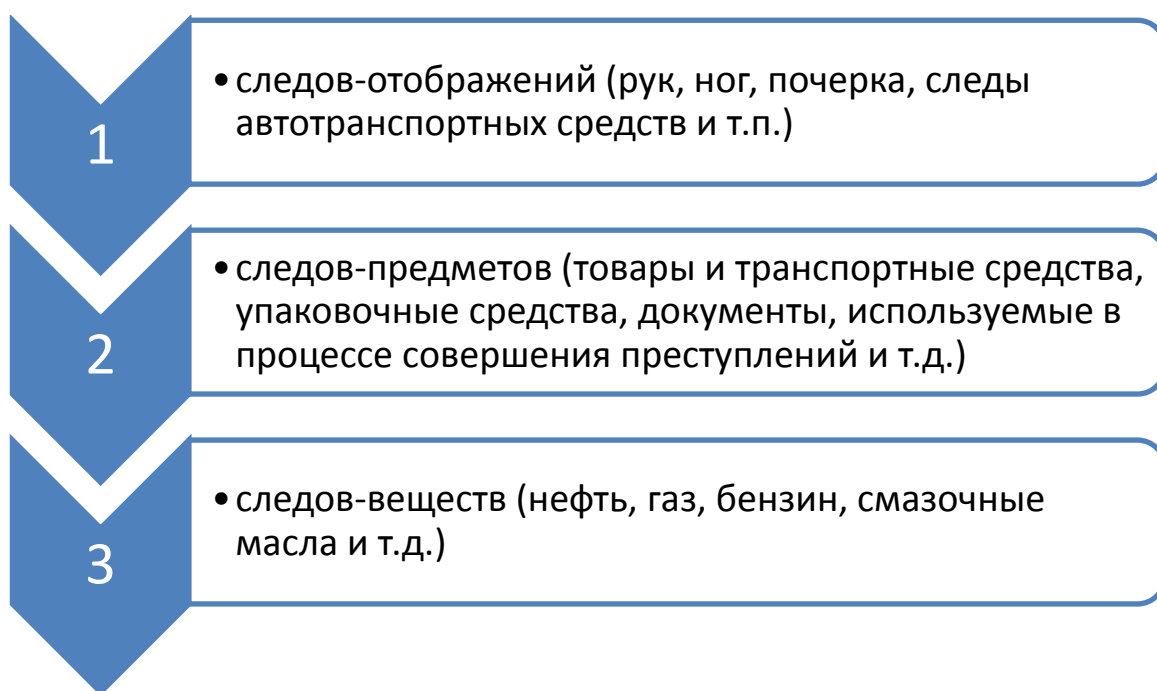 1
• следов-отображений (рук, ног, почерка, следы
автотранспортных средств и т.п.)
2
• следов-предметов (товары и транспортные средства,
упаковочные средства, документы, используемые в
процессе совершения преступлений и т.д.)
3
• следов-веществ (нефть, газ, бензин, смазочные
масла и т.д.)